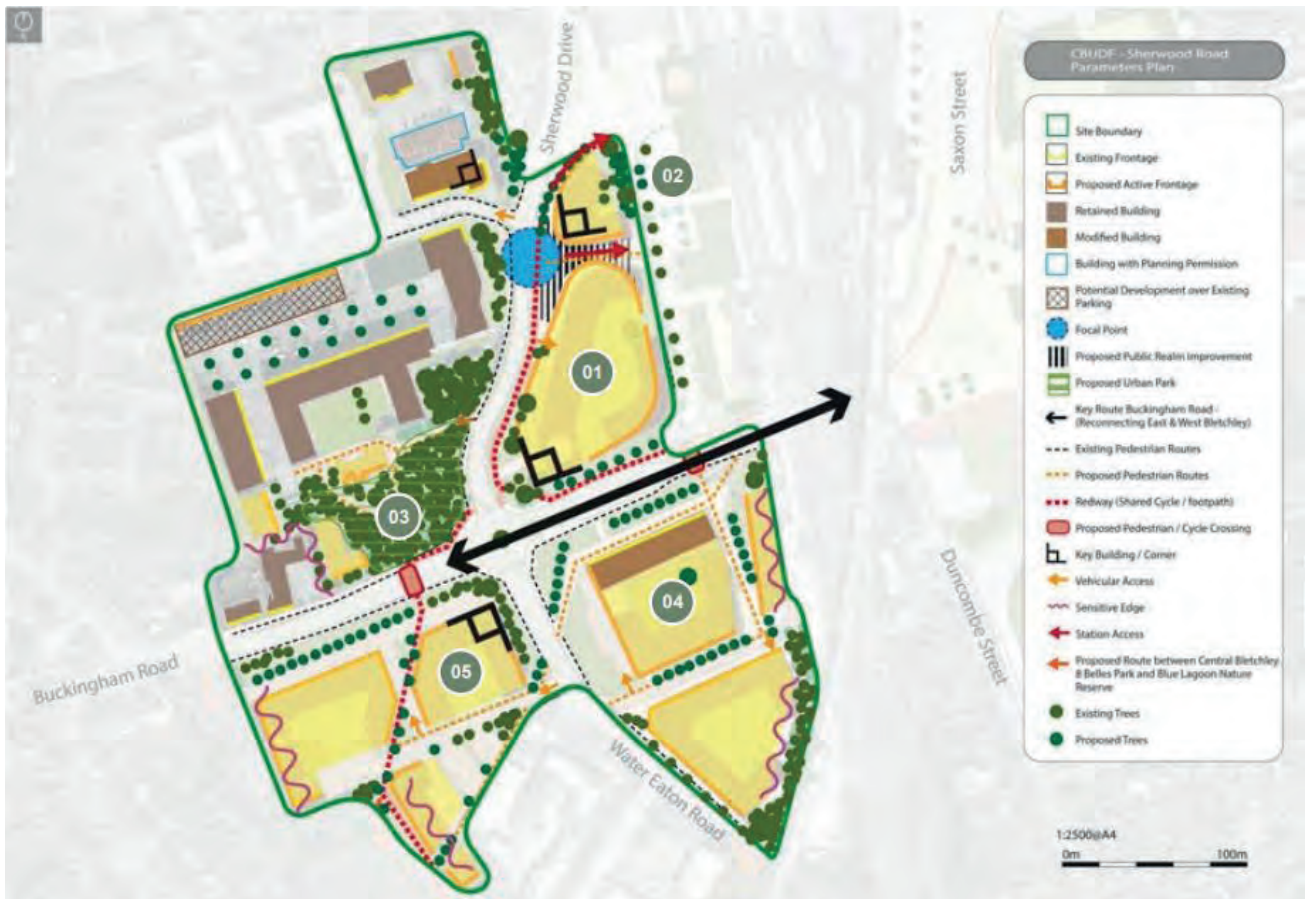 CBUDF - Sherwood Road
Parameters Plan
Site Boundary
Existing Frontage
Proposed Active Frontage
Retained Building
Modified Building
Building with Planning Permission
Potential Development over Existing
Parking
Focal Point
Proposed Public Realm Improvement
Proposed Urban Park
Key Route Buckingham Road -
(Reconnecting East & West Bletchley)
Existing Pedestrian Routes
Proposed Pedestrian Routes
Redway (Shared Cycle / footpath)
Proposed Pedestrian / Cycle Crossing
Key Building / Corner
Vehicular Access
Sensitive Edge
Station Access
Proposed Route between Central Bletchley
8 Belles Park and Blue Lagoon Nature
Reserve
Existing Trees
Proposed Trees
1:2500@A4
0m
100m
Sherwood Drive
Saxon Street
02
01
03
04
05
Buckingham Road
Water Eaton Road
Duncombe Street